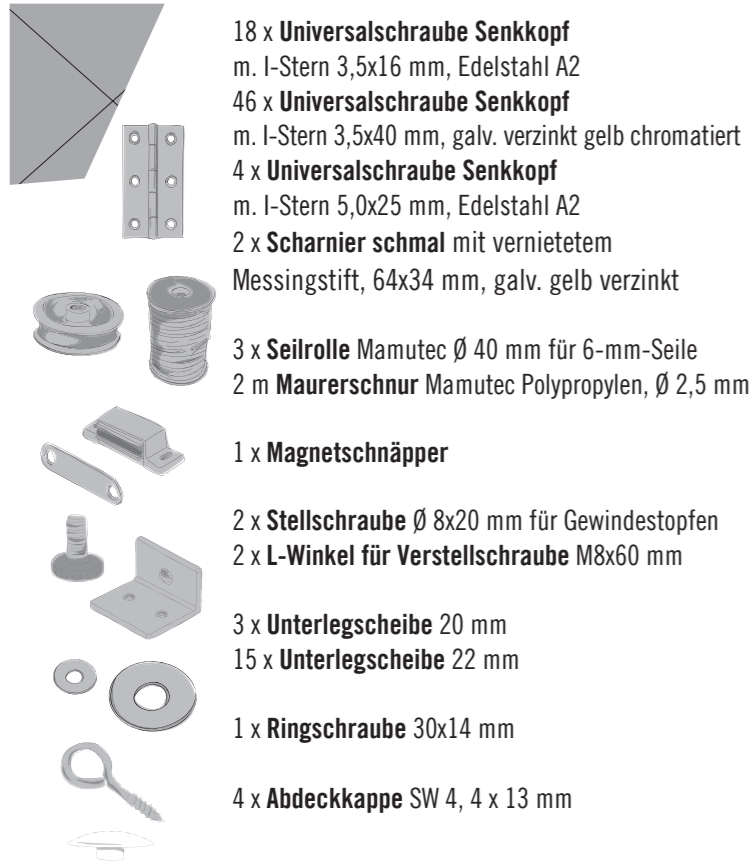 18 x Universalschraube Senkkopf
m. I-Stern 3,5x16 mm, Edelstahl A2
46 x Universalschraube Senkkopf
m. I-Stern 3,5x40 mm, galv. verzinkt gelb chromatiert
4 x Universalschraube Senkkopf
m. I-Stern 5,0x25 mm, Edelstahl A2
2 x Scharnier schmal mit vernietetem
Messingstift, 64x34 mm, galv. gelb verzinkt
3 x Seilrolle Mamutec Ø 40 mm für 6-mm-Seile
2 m Maurerschnur Mamutec Polypropylen, Ø 2,5 mm
1 x Magnetschnäpper
2 x Stellschraube Ø 8x20 mm für Gewindestopfen
2 x L-Winkel für Verstellschraube M8x60 mm
3 x Unterlegscheibe 20 mm
15 x Unterlegscheibe 22 mm
1 x Ringschraube 30x14 mm
4 x Abdeckkappe SW 4, 4 x 13 mm